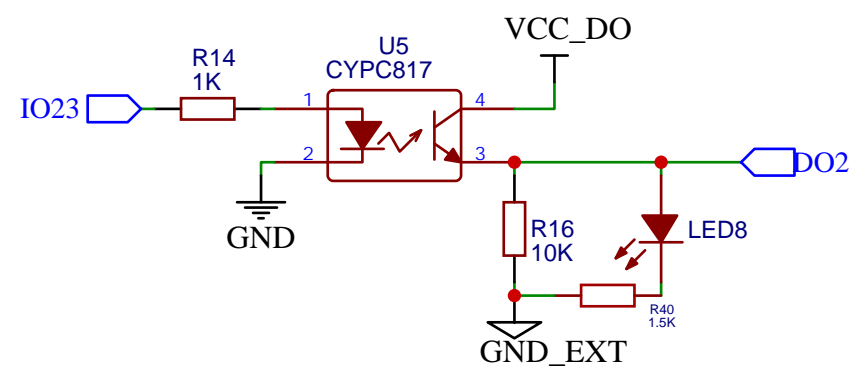 VCC_DO
U5
CYPC817
R14
1K
IO23
1
4
2
3
DO2
GND
R16
10K
LED8
R40
1.5K
GND_EXT